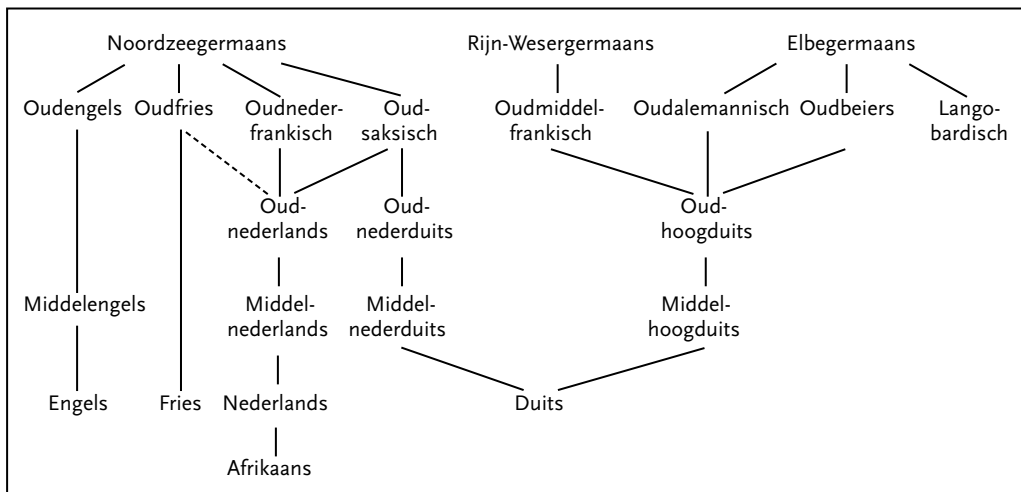 Noordzeegermaans Rijn-Wesergermaans Elbegermaans
Oudengels Oudfries Oudneder-
frankisch Oud-
saksisch Oudmiddel-
frankisch Oudalemannisch Oudbeiers Lango-
bardisch
Oud-
nederlands Oud-
nederduits Oud-
hoogduits
Middelengels Middel-
nederlands Middel-
nederduits Middel-
hoogduits
Engels Fries Nederlands Duits
Afrikaans